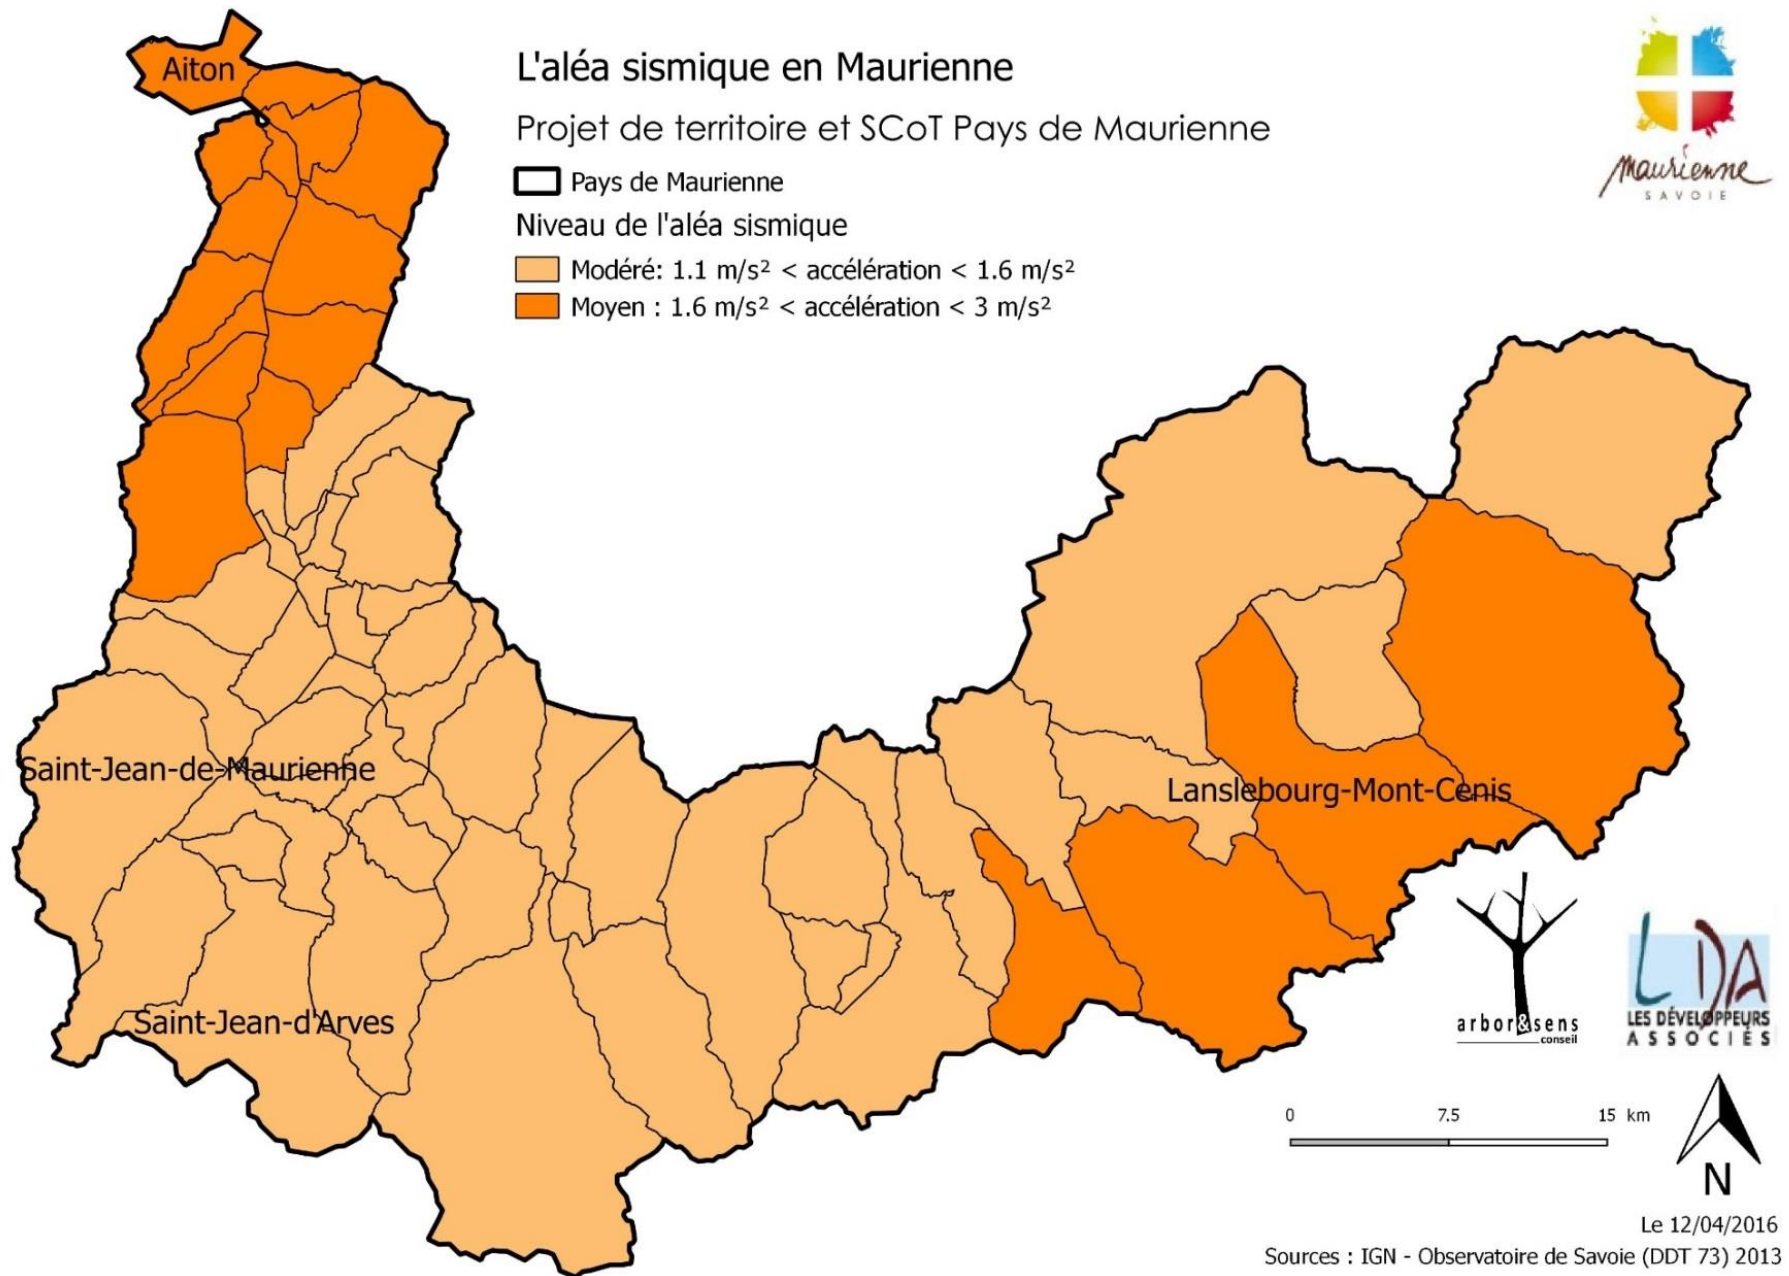 Aiton
L'aléa sismique en Maurienne
Projet de territoire et SCoT Pays de Maurienne
Pays de Maurienne
Niveau de l'aléa sismique
Modéré: 1.1 m/s² < accélération < 1.6 m/s²
Moyen : 1.6 m/s² < accélération < 3 m/s²
Maurienne
SAVOIE
Saint-Jean-de-Maurienne
Lanslebourg-Mont-Cenis
Saint-Jean-d'Arves
arbor&sens
conseil
LDA
LES DÉVELOPPEURS
ASSOCIÉS
0 7.5 15 km
N
Le 12/04/2016
Sources : IGN - Observatoire de Savoie (DDT 73) 2013